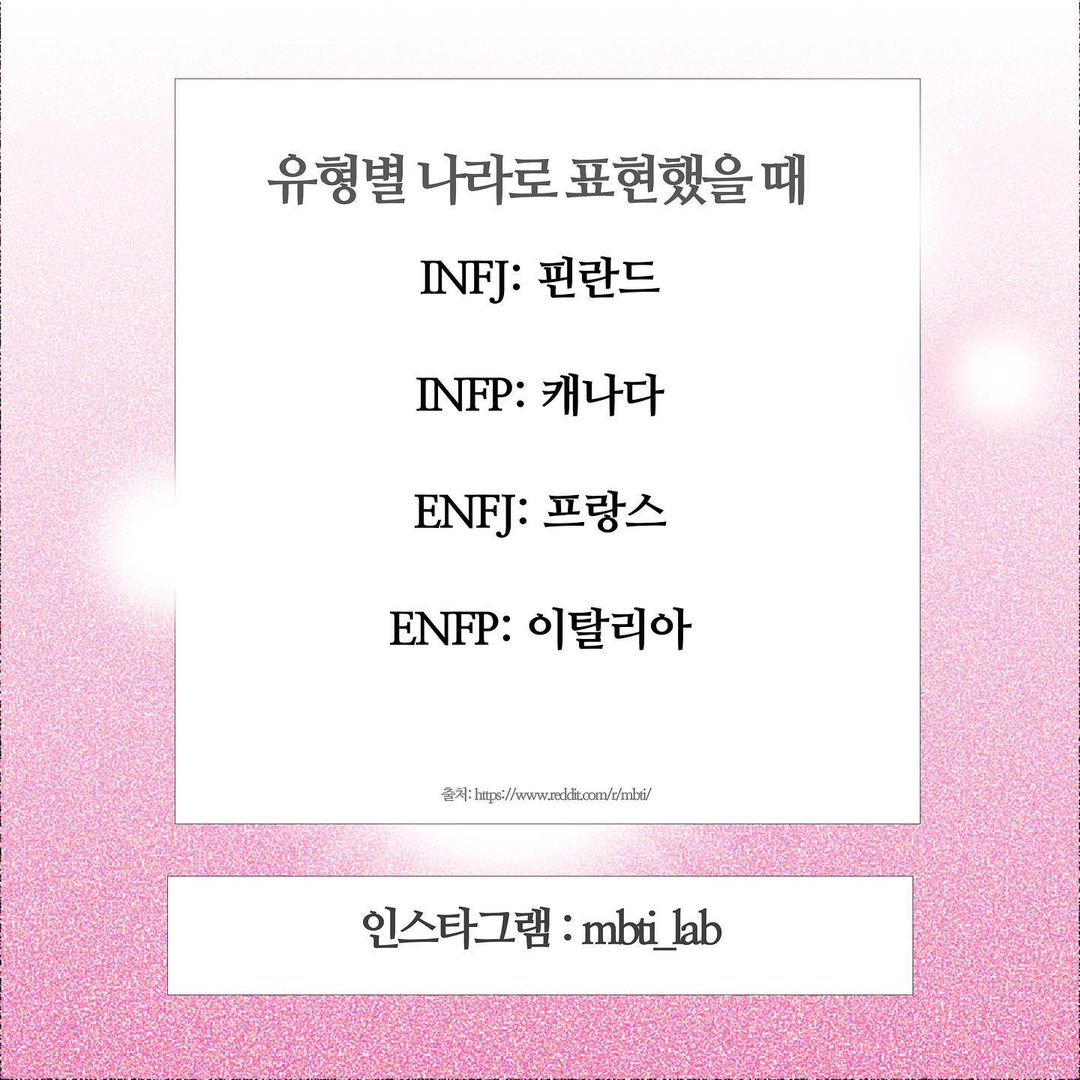 유형별 나라로 표현했을 때
INFJ: 핀란드
INFP: 캐나다
ENFJ: 프랑스
ENFP: 이탈리아
출처: https://www.reddit.com/r/mbti/
인스타그램 : mbti_lab